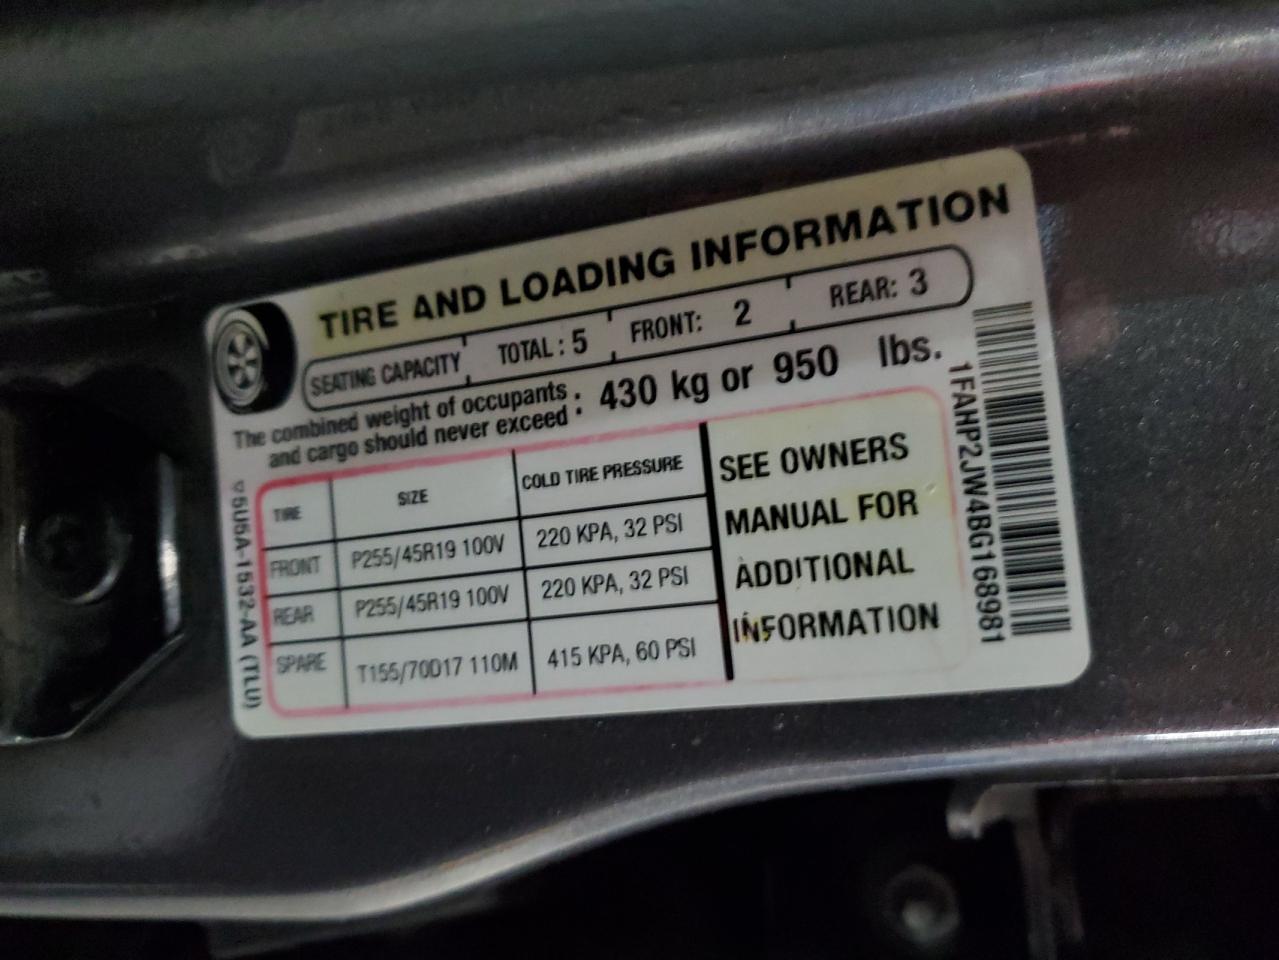 TIRE AND LOADING INFORMATION
SEATING CAPACITY TOTAL : 5 FRONT: 2 REAR: 3
The combined weight of occupants
and cargo should never exceed : 430 kg or 950 lbs.
TIRE SIZE COLD TIRE PRESSURE
FRONT P255/45R19 100V 220 KPA, 32 PSI
REAR P255/45R19 100V 220 KPA, 32 PSI
SPARE T155/70D17 110M 415 KPA, 60 PSI
SEE OWNERS
MANUAL FOR
ADDITIONAL
INFORMATION
5U5A-1532-AA (TLU)
1FAHP2JW4BG168981